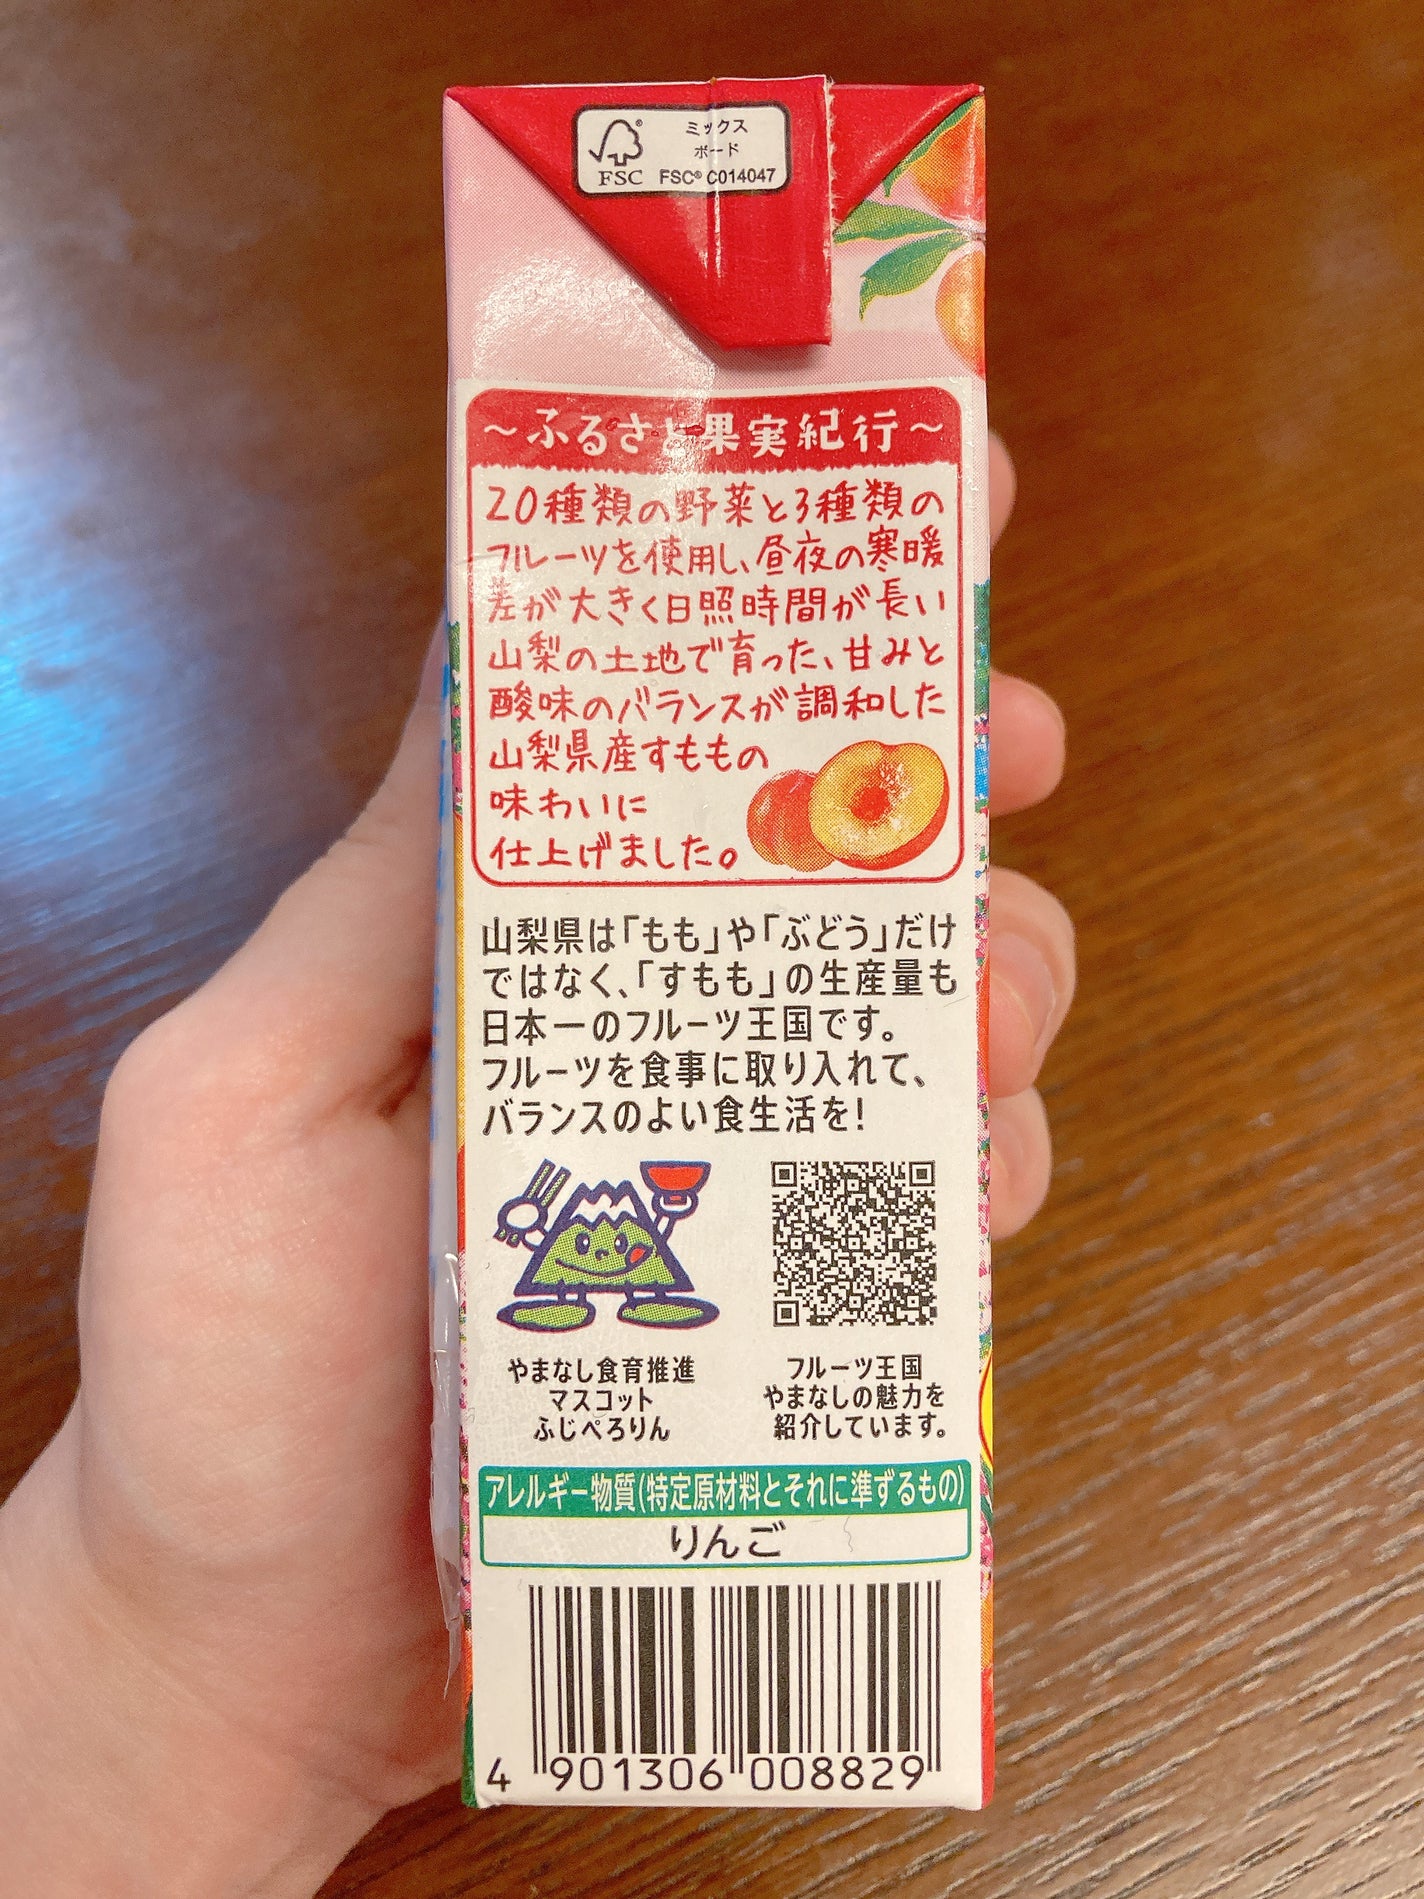 ミックス
ボード
FSC® FSC® C014047
～ふるさと果実紀行～
20種類の野菜と3種類の
フルーツを使用し、昼夜の寒暖
差が大きく日照時間が長い
山梨の土地で育った、甘みと
酸味のバランスが調和した
山梨県産すももの
味わいに
仕上げました。
山梨県は「もも」や「ぶどう」だけ
ではなく、「すもも」の生産量も
日本一のフルーツ王国です。
フルーツを食事に取り入れて、
バランスのよい食生活を!
やまなし食育推進
マスコット
ふじぺろりん
フルーツ王国
やまなしの魅力を
紹介しています。
アレルギー物質(特定原材料とそれに準ずるもの)
りんご
4 901306 008829